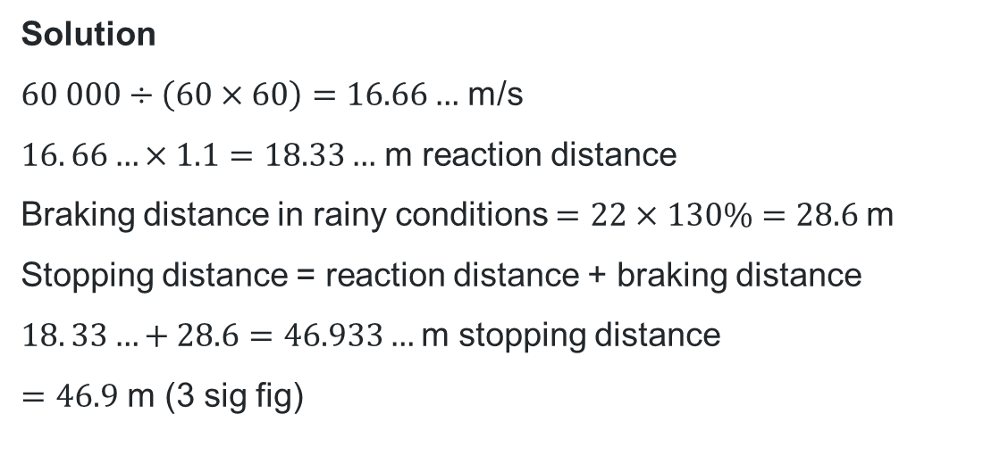 Solution
60 000 ÷ (60 × 60) = 16.66 ... m/s
16.66 ... × 1.1 = 18.33 ... m reaction distance
Braking distance in rainy conditions = 22 × 130% = 28.6 m
Stopping distance = reaction distance + braking distance
18.33 ... + 28.6 = 46.933 ... m stopping distance
= 46.9 m (3 sig fig)